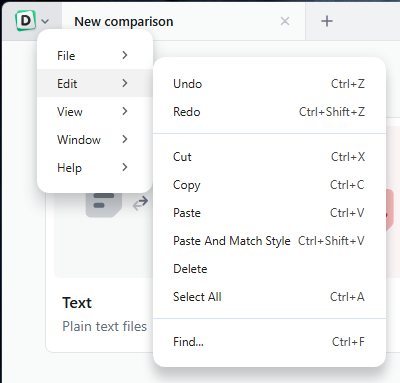 D
New comparison
File
Edit
View
Window
Help
Undo Ctrl+Z
Redo Ctrl+Shift+Z
Cut Ctrl+X
Copy Ctrl+C
Paste Ctrl+V
Paste And Match Style Ctrl+Shift+V
Delete
Select All Ctrl+A
Find... Ctrl+F
Text
Plain text files